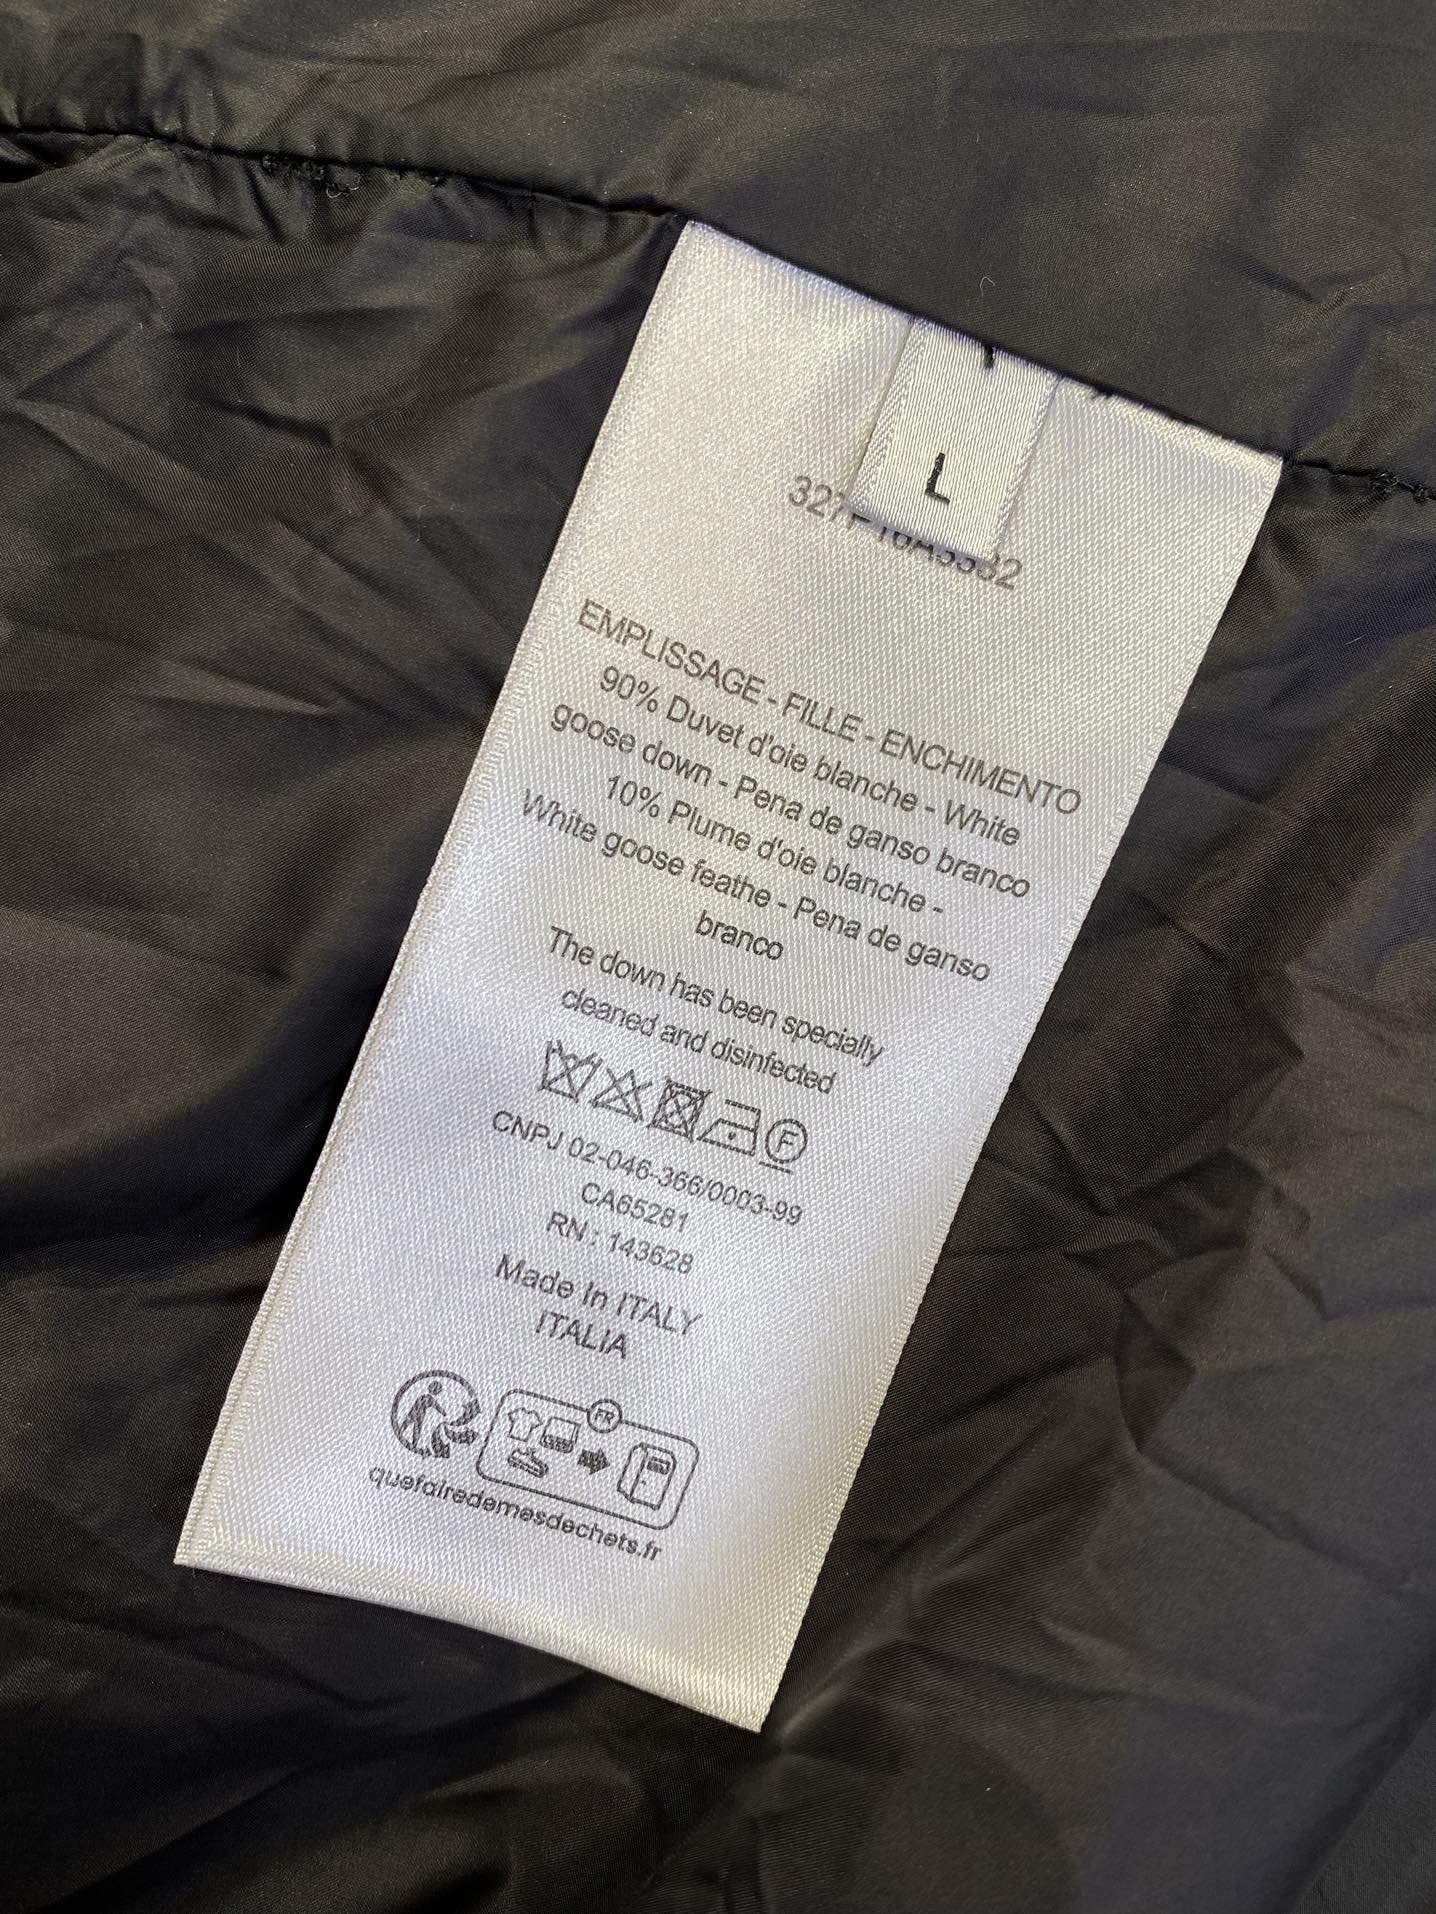 L
EMPLISSAGE - FILLE - ENCHIMENTO
90% Duvet d'oie blanche - White
goose down - Pena de ganso branco
10% Plume d'oie blanche -
White goose feathe - Pena de ganso
branco
The down has been specially
cleaned and disinfected
F
CNPJ 02-046-366/0003-99
CA65281
RN : 143628
Made In ITALY
ITALIA
FR
quefairedemesdechets.fr